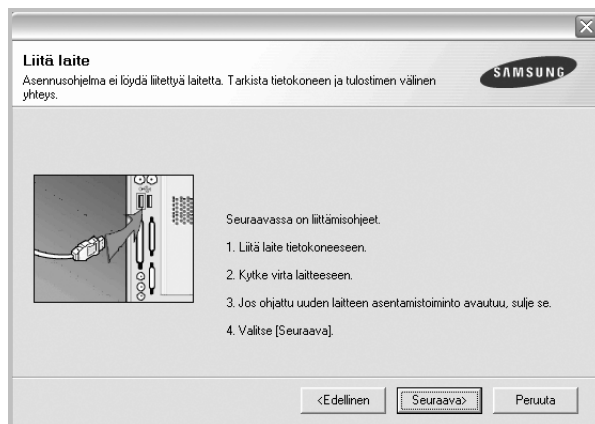 Liitä laite
Asennusohjelma ei löydä liitettyä laitetta. Tarkista tietokoneen ja tulostimen välinen
yhteys.
SAMSUNG
Seuraavassa on liittämisohjeet.
1. Liitä laite tietokoneeseen.
2. Kytke virta laitteeseen.
3. Jos ohjattu uuden laitteen asentamistoiminto avautuu, sulje se.
4. Valitse [Seuraava].
<Edellinen
Seuraava>
Peruuta